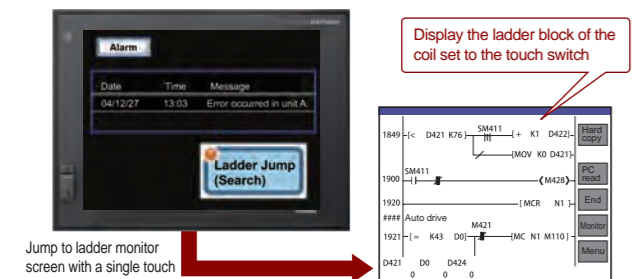 Alarm
Date Time Message
04/12/27 13:03 Error occurred in unit A.
Ladder Jump
(Search)
Jump to ladder monitor
screen with a single touch
Display the ladder block of the
coil set to the touch switch
1849 -[< D421 K76 ] SM411 [ + K1 D422]-
[MOV K0 D421]-
SM411
1900 (M428)
1920 [ MCR N1 ]
#### Auto drive
M421
1921 -[ = K43 D0] [MC N1 M110 ]
D421 D0 D424
0 0 0
Hard
copy
PC
read
End
Monitor
Menu